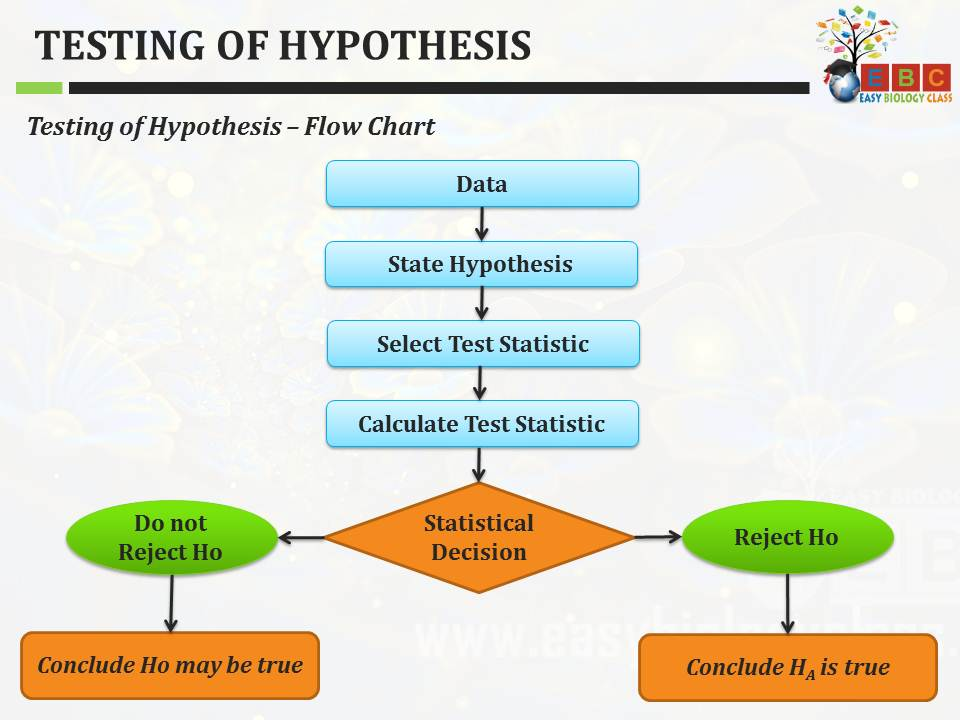 TESTING OF HYPOTHESIS
EBC
EASY BIOLOGY CLASS
Testing of Hypothesis – Flow Chart
Data
State Hypothesis
Select Test Statistic
Calculate Test Statistic
Statistical
Decision
Do not
Reject Ho
Reject Ho
Conclude Ho may be true
Conclude HA is true